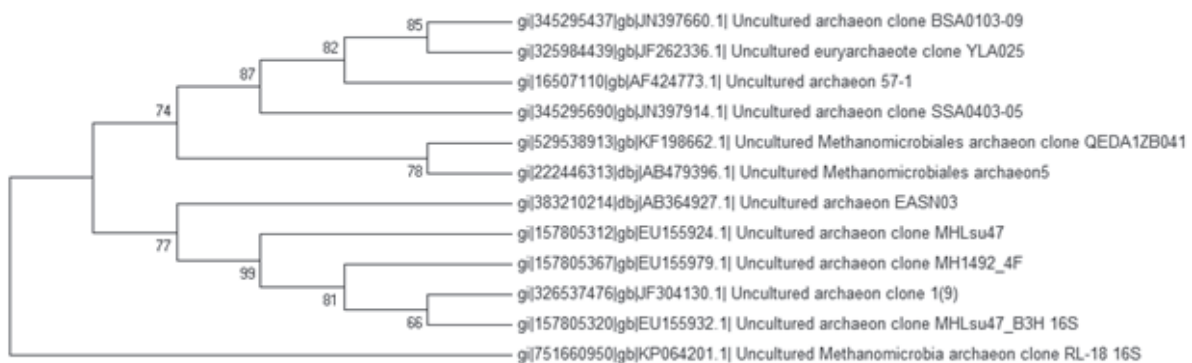 85
gi|345295437|gb|JN397660.1| Uncultured archaeon clone BSA0103-09
82
gi|325984439|gb|JF262336.1| Uncultured euryarchaeote clone YLA025
87
gi|16507110|gb|AF424773.1| Uncultured archaeon 57-1
74
gi|345295690|gb|JN397914.1| Uncultured archaeon clone SSA0403-05
gi|529538913|gb|KF198662.1| Uncultured Methanomicrobiales archaeon clone QEDA1ZB041
78
gi|222446313|dbj|AB479396.1| Uncultured Methanomicrobiales archaeon5
gi|383210214|dbj|AB364927.1| Uncultured archaeon EASN03
77
gi|157805312|gb|EU155924.1| Uncultured archaeon clone MHLsu47
99
gi|157805367|gb|EU155979.1| Uncultured archaeon clone MH1492_4F
81
gi|326537476|gb|JF304130.1| Uncultured archaeon clone 1(9)
66
gi|157805320|gb|EU155932.1| Uncultured archaeon clone MHLsu47_B3H 16S
gi|751660950|gb|KP064201.1| Uncultured Methanomicrobia archaeon clone RL-18 16S